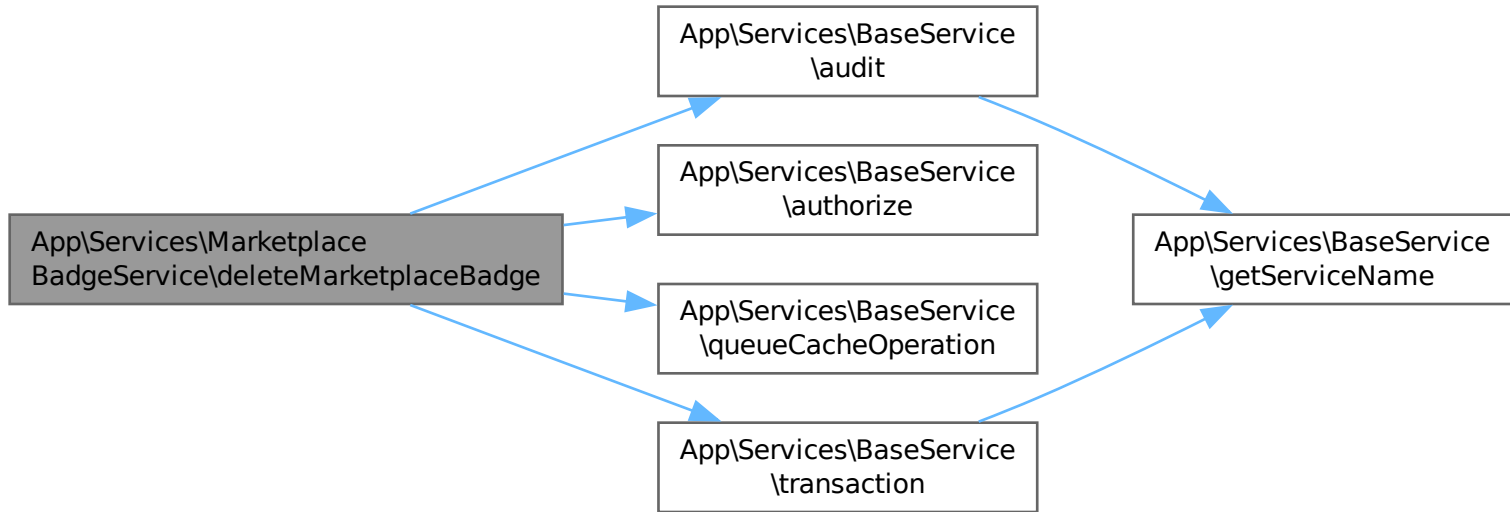 App\Services\BaseService
\audit
App\Services\BaseService
\authorize
App\Services\Marketplace
BadgeService\deleteMarketplaceBadge
App\Services\BaseService
\getServiceName
App\Services\BaseService
\queueCacheOperation
App\Services\BaseService
\transaction